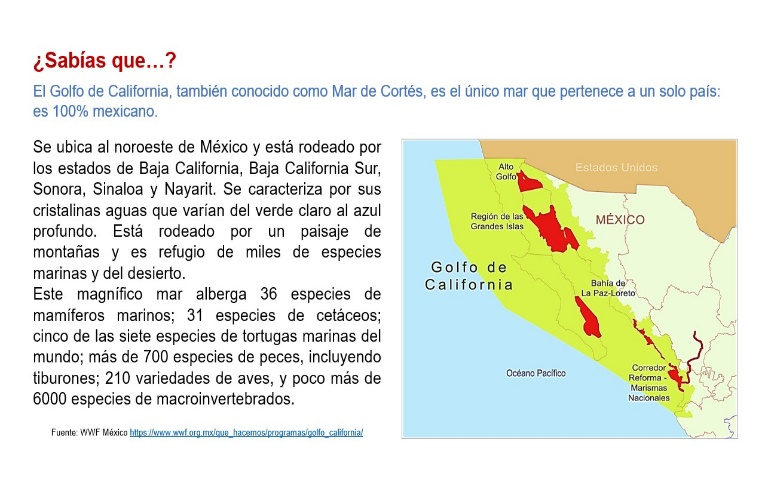 ¿Sabías que...?
El Golfo de California, también conocido como Mar de Cortés, es el único mar que pertenece a un solo país:
es 100% mexicano.
Se ubica al noroeste de México y está rodeado por
los estados de Baja California, Baja California Sur,
Sonora, Sinaloa y Nayarit. Se caracteriza por sus
cristalinas aguas que varían del verde claro al azul
profundo. Está rodeado por un paisaje de
montañas y es refugio de miles de especies
marinas y del desierto.
Este magnífico mar alberga 36 especies de
mamíferos marinos; 31 especies de cetáceos;
cinco de las siete especies de tortugas marinas del
mundo; más de 700 especies de peces, incluyendo
tiburones; 210 variedades de aves, y poco más de
6000 especies de macroinvertebrados.
Fuente: WWF México https://www.wwf.org.mx/que_hacemos/programas/golfo_california/
Alto
Golfo
Estados Unidos
Región de las
Grandes Islas
MÉXICO
Golfo de
California
Bahía de
La Paz-Loreto
Océano Pacífico
Corredor
Reforma -
Marismas
Nacionales